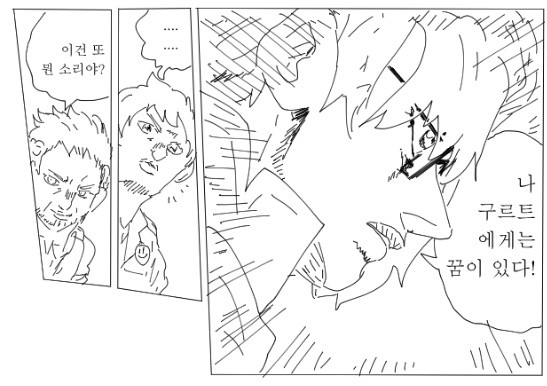 나
구르트
에게는
꿈이 있다!
....
....
이건 또
뭔 소리야?